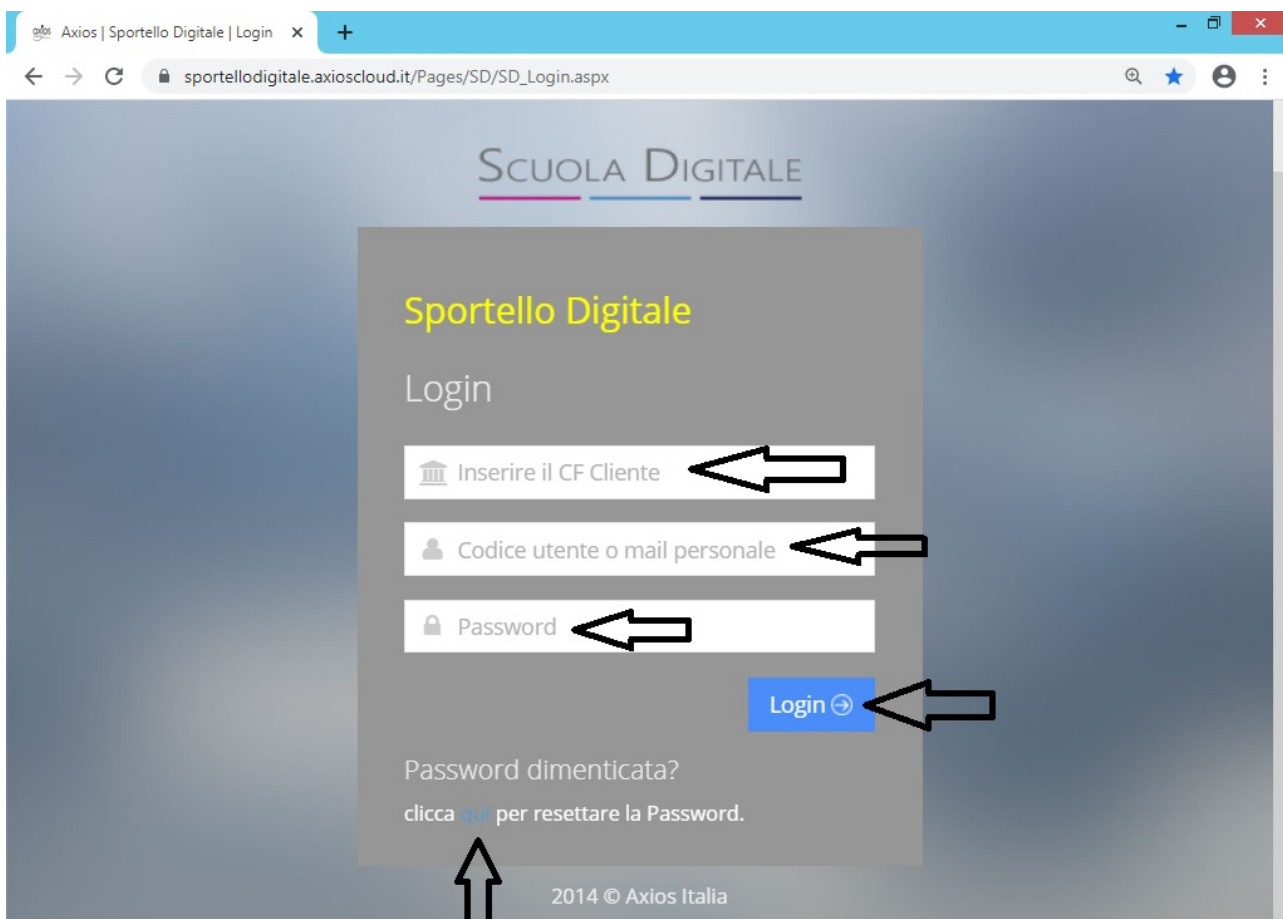 Axios | Sportello Digitale | Login
sportellodigitale.axioscloud.it/Pages/SD/SD_Login.aspx
SCUOLA DIGITALE
Sportello Digitale
Login
Inserire il CF Cliente
Codice utente o mail personale
Password
Login
Password dimenticata?
clicca qui per resettare la Password.
2014 © Axios Italia